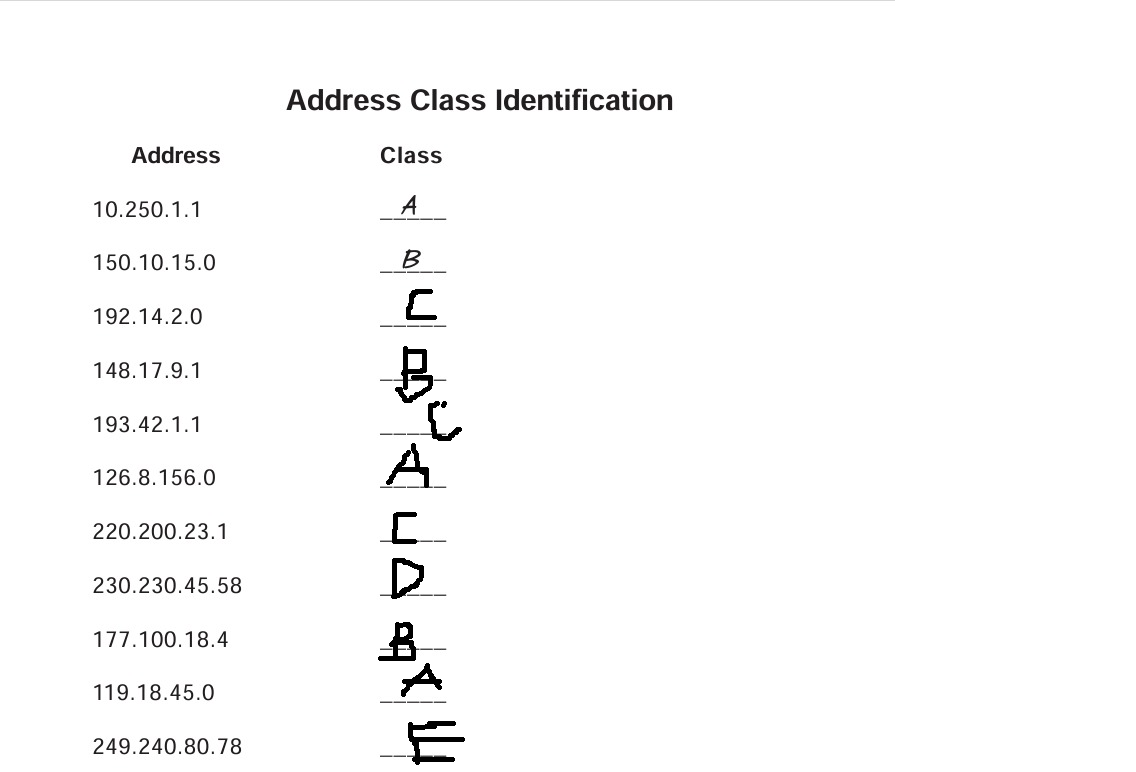 Address Class Identification
Address Class
10.250.1.1 A
150.10.15.0 B
192.14.2.0 C
148.17.9.1 B
193.42.1.1 C
126.8.156.0 A
220.200.23.1 C
230.230.45.58 D
177.100.18.4 B
119.18.45.0 A
249.240.80.78 E